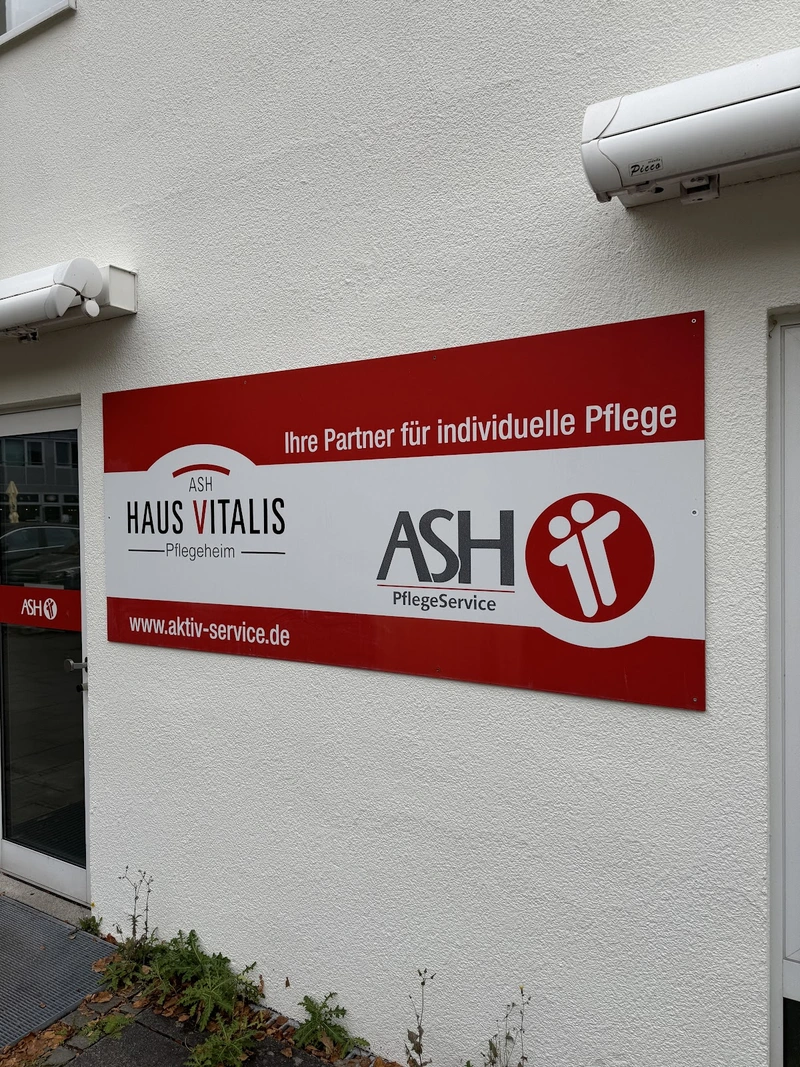 Picco
Ihre Partner für individuelle Pflege
ASH
HAUS VITALIS
Pflegeheim
ASH
PflegeService
www.aktiv-service.de
ASH